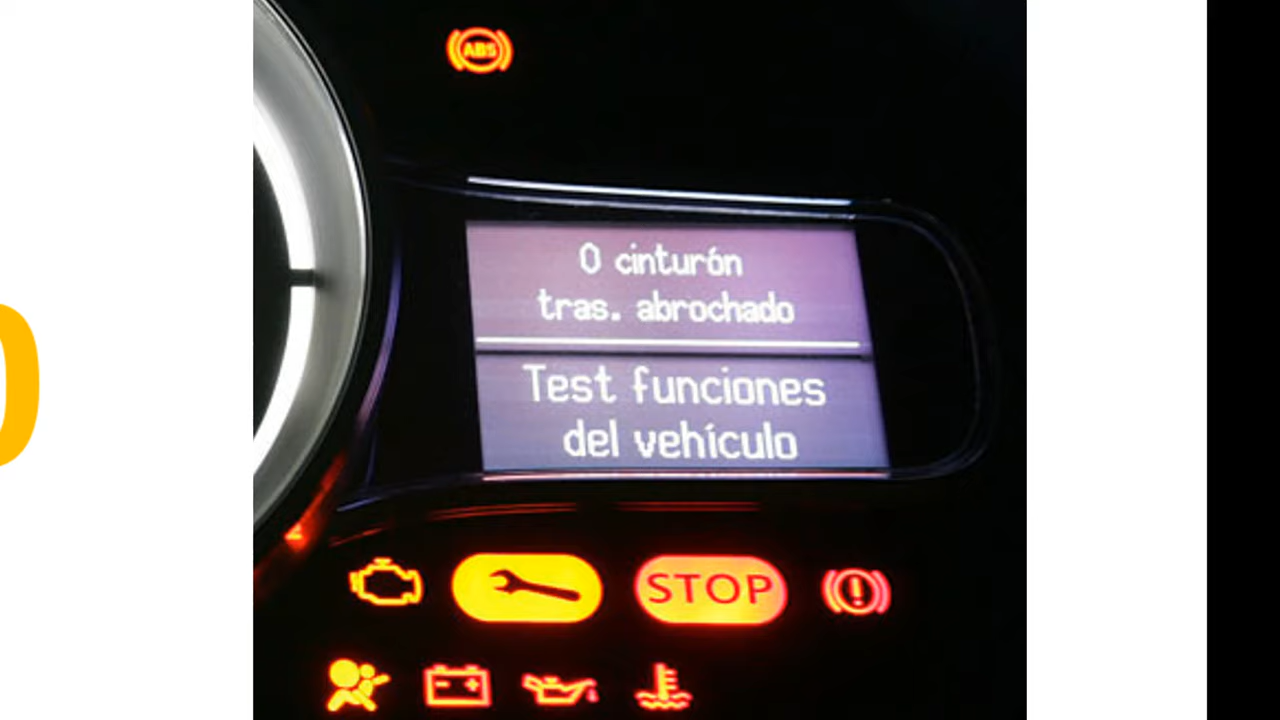 ABS
0 cinturón
tras. abrochado
Test funciones
del vehículo
STOP